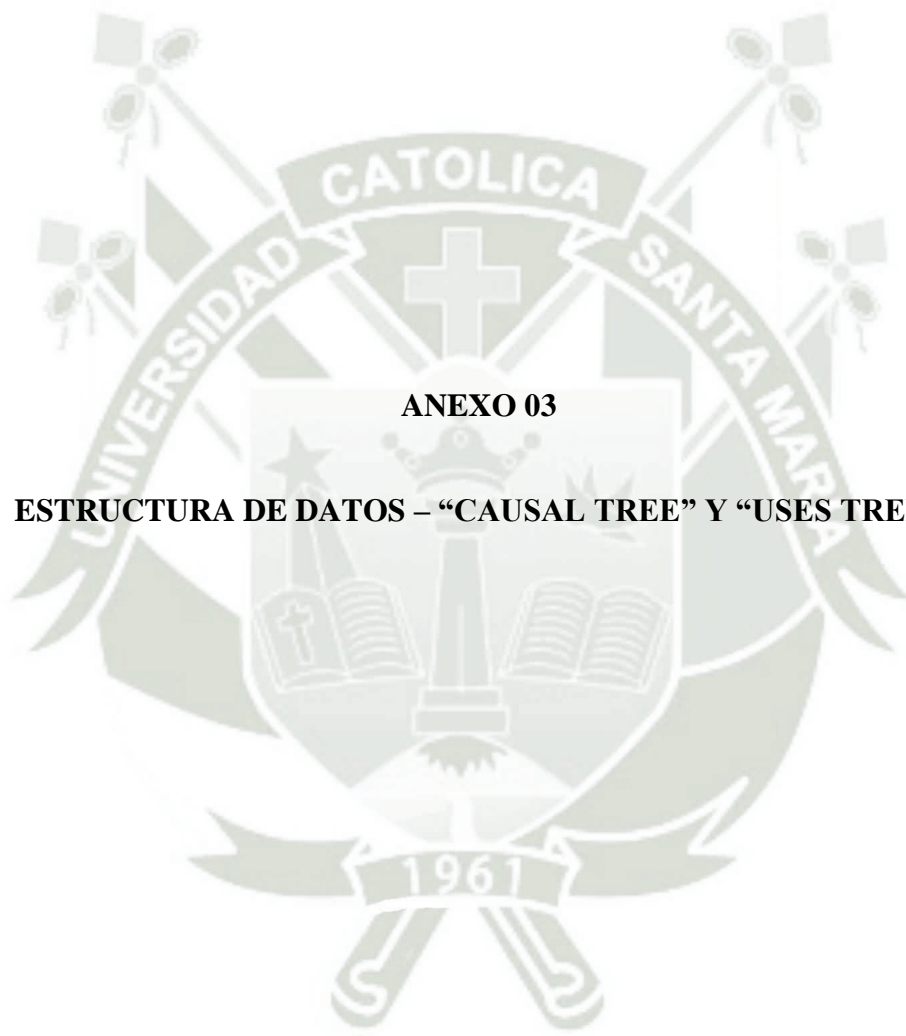 UNIVERSIDAD CATOLICA SANTA MARIA
ANEXO 03
ESTRUCTURA DE DATOS – “CAUSAL TREE” Y “USES TRE
1961